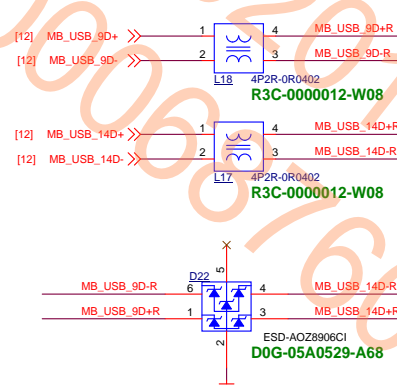 1 4 MB_USB_9D+R
[12] MB_USB_9D+
2 3 MB_USB_9D-R
[12] MB_USB_9D-
L18 4P2R-0R0402
R3C-0000012-W08
1 4 MB_USB_14D+R
[12] MB_USB_14D+
2 3 MB_USB_14D-R
[12] MB_USB_14D-
L17 4P2R-0R0402
R3C-0000012-W08
5
D22
MB_USB_9D-R 6 4 MB_USB_14D-R
MB_USB_9D+R 1 3 MB_USB_14D+R
2
ESD-AOZ8906CI
D0G-05A0529-A68